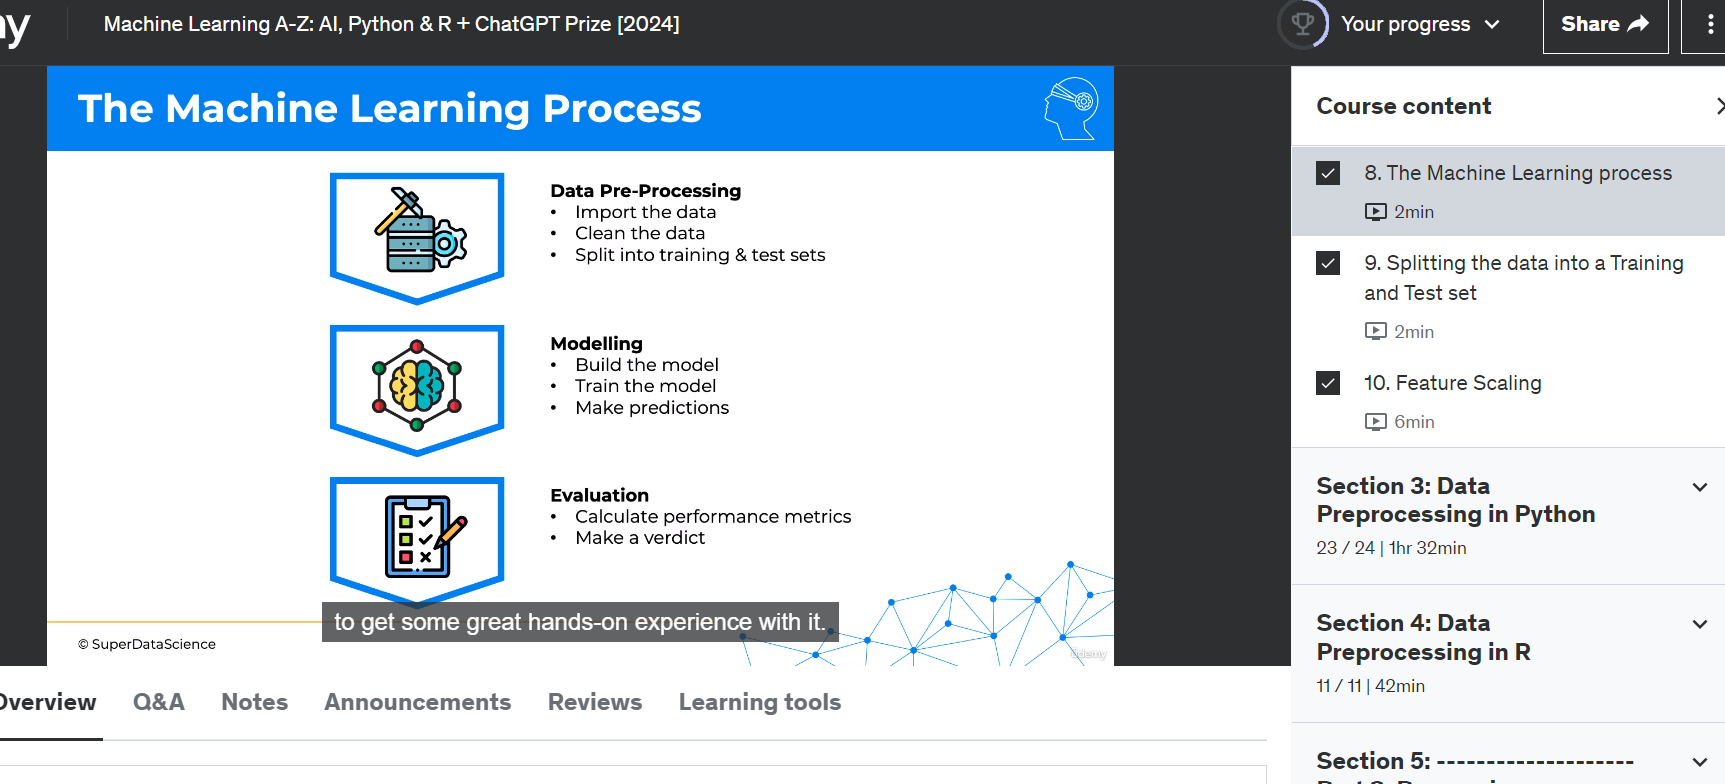 my
Machine Learning A-Z: AI, Python & R + ChatGPT Prize [2024]
Your progress
Share
The Machine Learning Process
Data Pre-Processing
• Import the data
• Clean the data
• Split into training & test sets
Modelling
• Build the model
• Train the model
• Make predictions
Evaluation
• Calculate performance metrics
• Make a verdict
to get some great hands-on experience with it.
© SuperDataScience
ûdemy
Overview
Q&A
Notes
Announcements
Reviews
Learning tools
Course content
8. The Machine Learning process
2min
9. Splitting the data into a Training
and Test set
2min
10. Feature Scaling
6min
Section 3: Data
Preprocessing in Python
23 / 24 | 1hr 32min
Section 4: Data
Preprocessing in R
11 / 11 | 42min
Section 5: --------------------